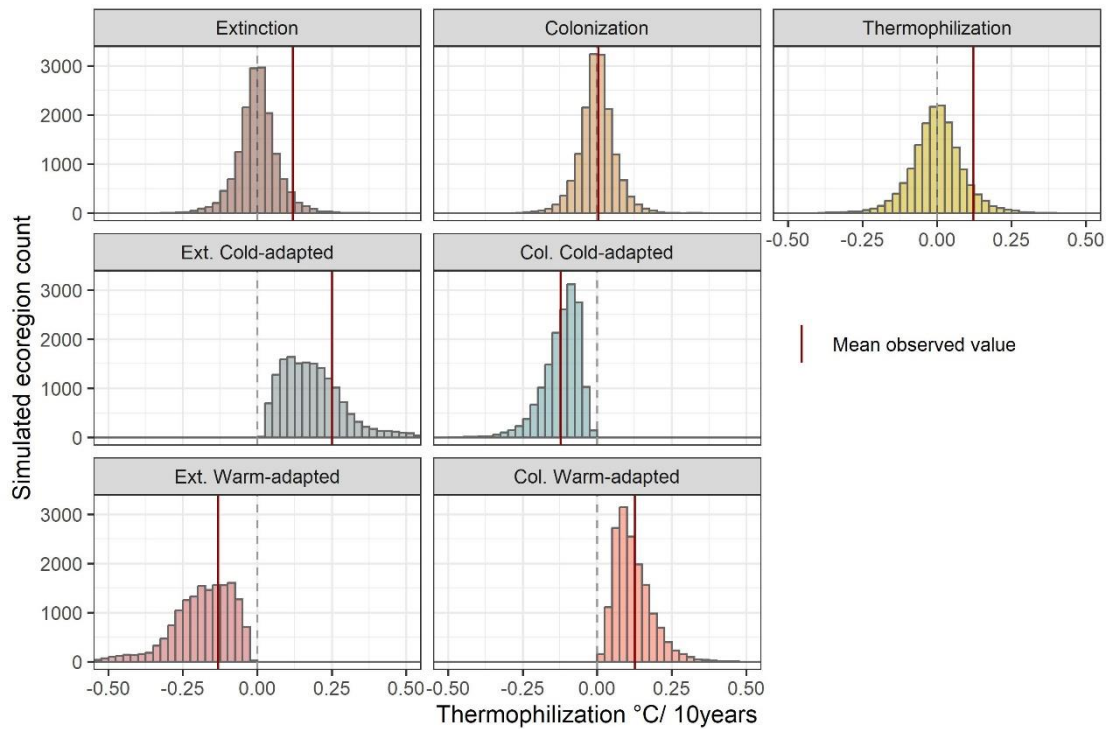 Extinction
Colonization
Thermophilization
3000
2000
1000
0
-0.50 -0.25 0.00 0.25 0.50
Ext. Cold-adapted
Col. Cold-adapted
3000
2000
1000
0
Mean observed value
Simulated ecoregion count
Ext. Warm-adapted
Col. Warm-adapted
3000
2000
1000
0
-0.50 -0.25 0.00 0.25 0.50
-0.50 -0.25 0.00 0.25 0.50
Thermophilization °C/ 10years